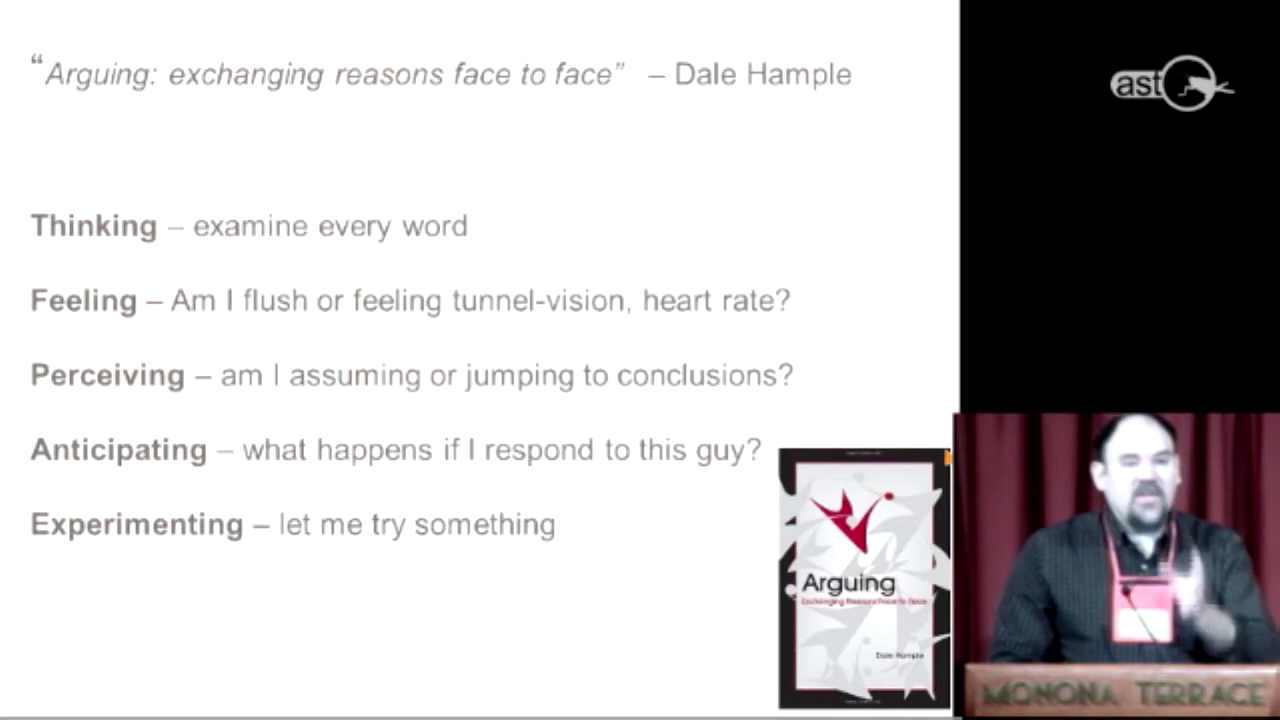 “Arguing: exchanging reasons face to face” – Dale Hample
ast
Thinking – examine every word
Feeling – Am I flush or feeling tunnel-vision, heart rate?
Perceiving – am I assuming or jumping to conclusions?
Anticipating – what happens if I respond to this guy?
Experimenting – let me try something
Arguing
Exchanging Reasons Face to Face
Dale Hample
MONONA TERRACE